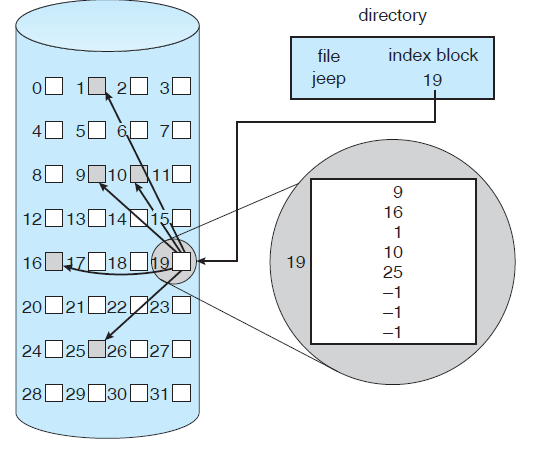 directory
file index block
jeep 19
0 1 2 3
4 5 6 7
8 9 10 11
12 13 14 15
16 17 18 19
20 21 22 23
24 25 26 27
28 29 30 31
19
9
16
1
10
25
–1
–1
–1